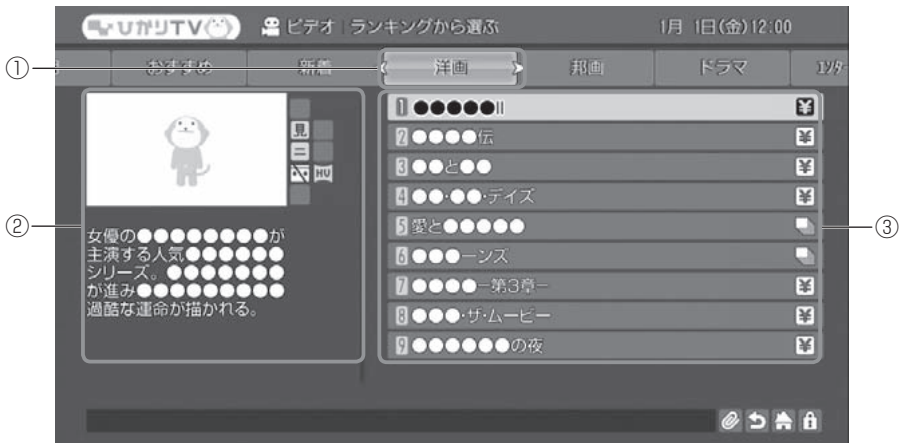 ひかりTV
ビデオ ランキングから選ぶ
1月 1日(金)12:00
①
おすすめ
新着
洋画
邦画
ドラマ
②
見
二
HV
女優の●●●●●●●●が
主演する人気●●●●●●
シリーズ。●●●●●●●
が進み●●●●●●●●●
過酷な運命が描かれる。
③
1 ●●●●●II ¥
2 ●●●●伝 ¥
3 ●●と●● ¥
4 ●●・●●・デイズ ¥
5 愛と●●●●●
6 ●●●ーンズ
7 ●●●●−第3章− ¥
8 ●●●・ザ・ムービー ¥
9 ●●●●●●の夜 ¥